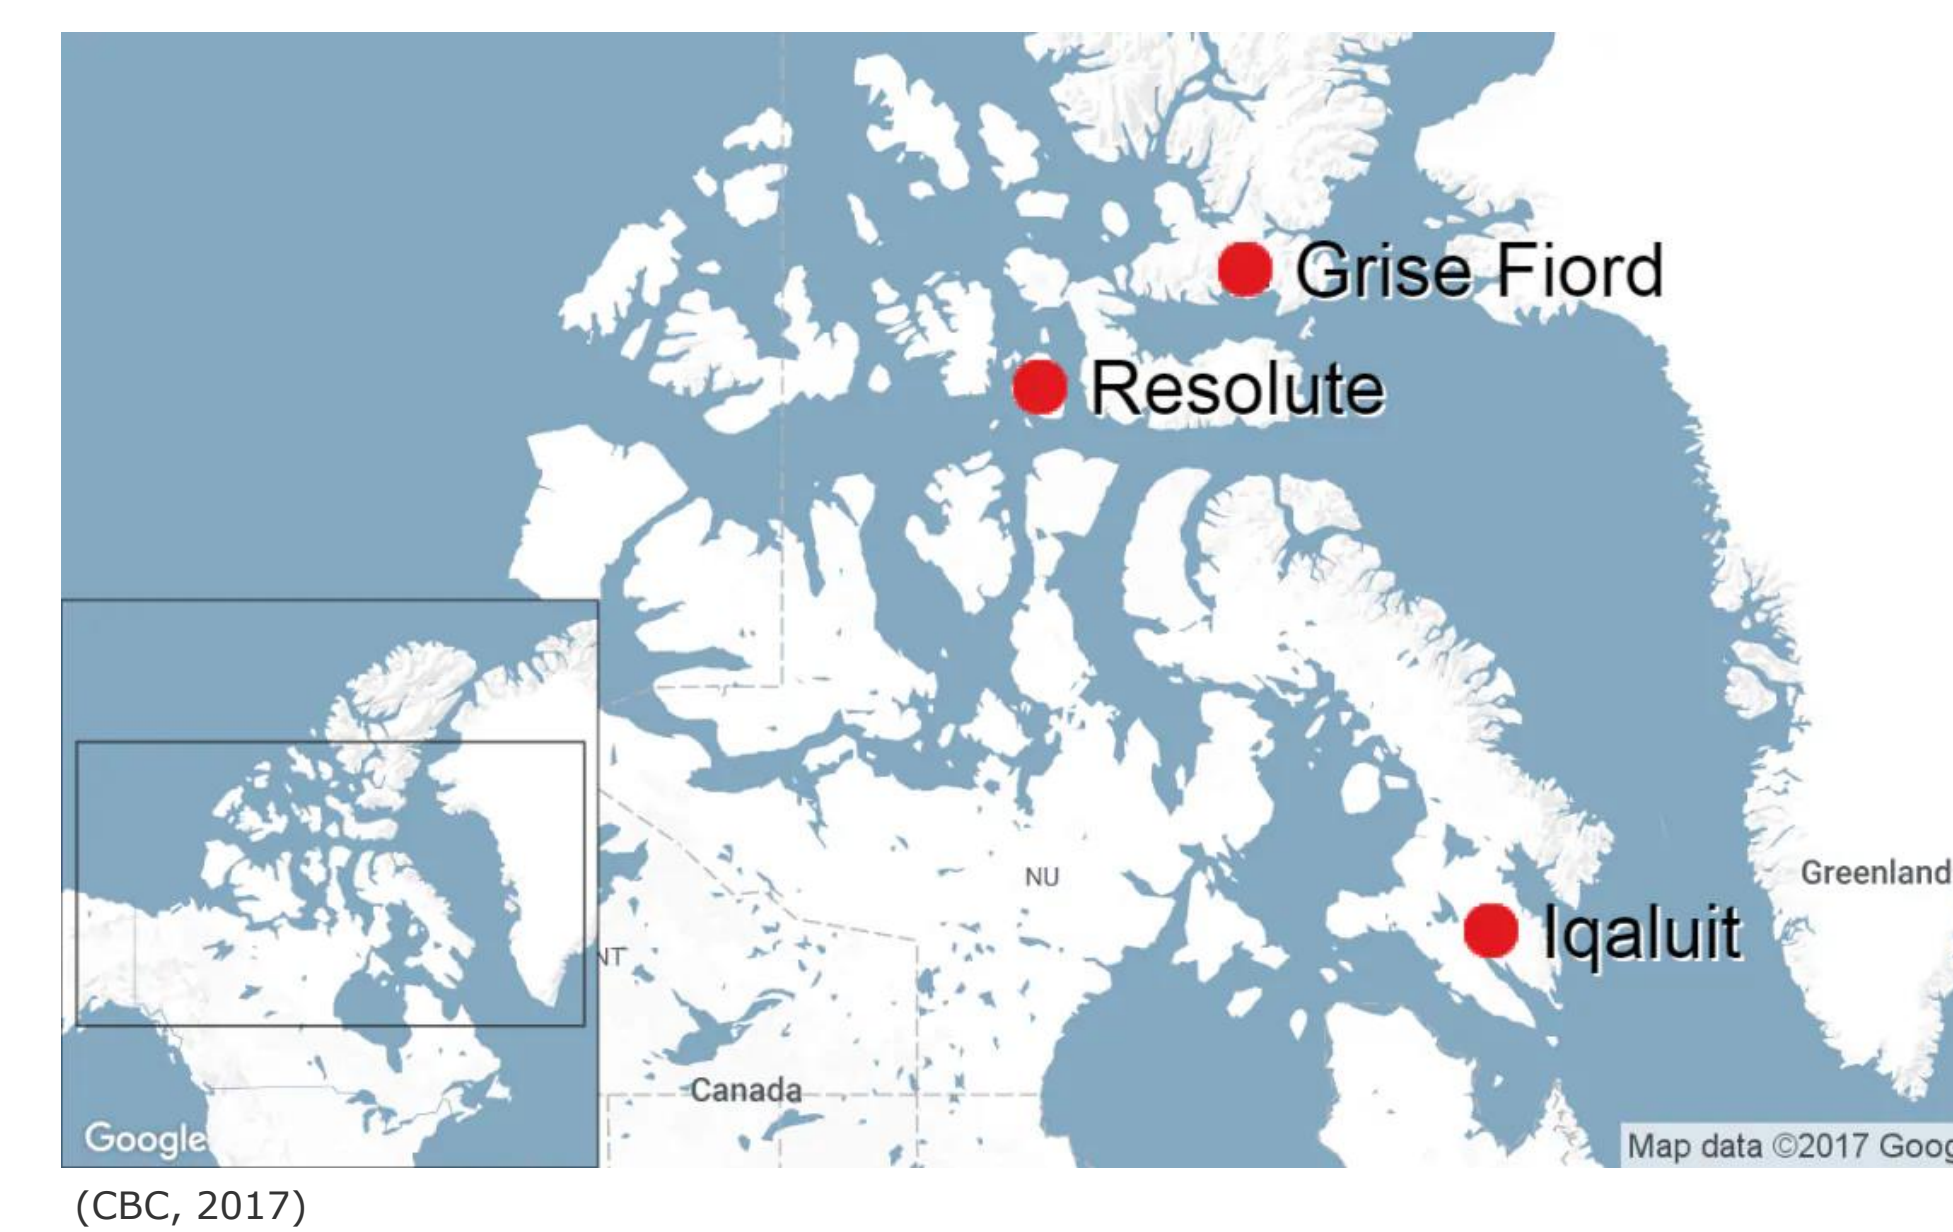 Grise Fiord
Resolute
NU
Greenland
Iqaluit
NT
Canada
Google
Map data ©2017 Goog
(CBC, 2017)